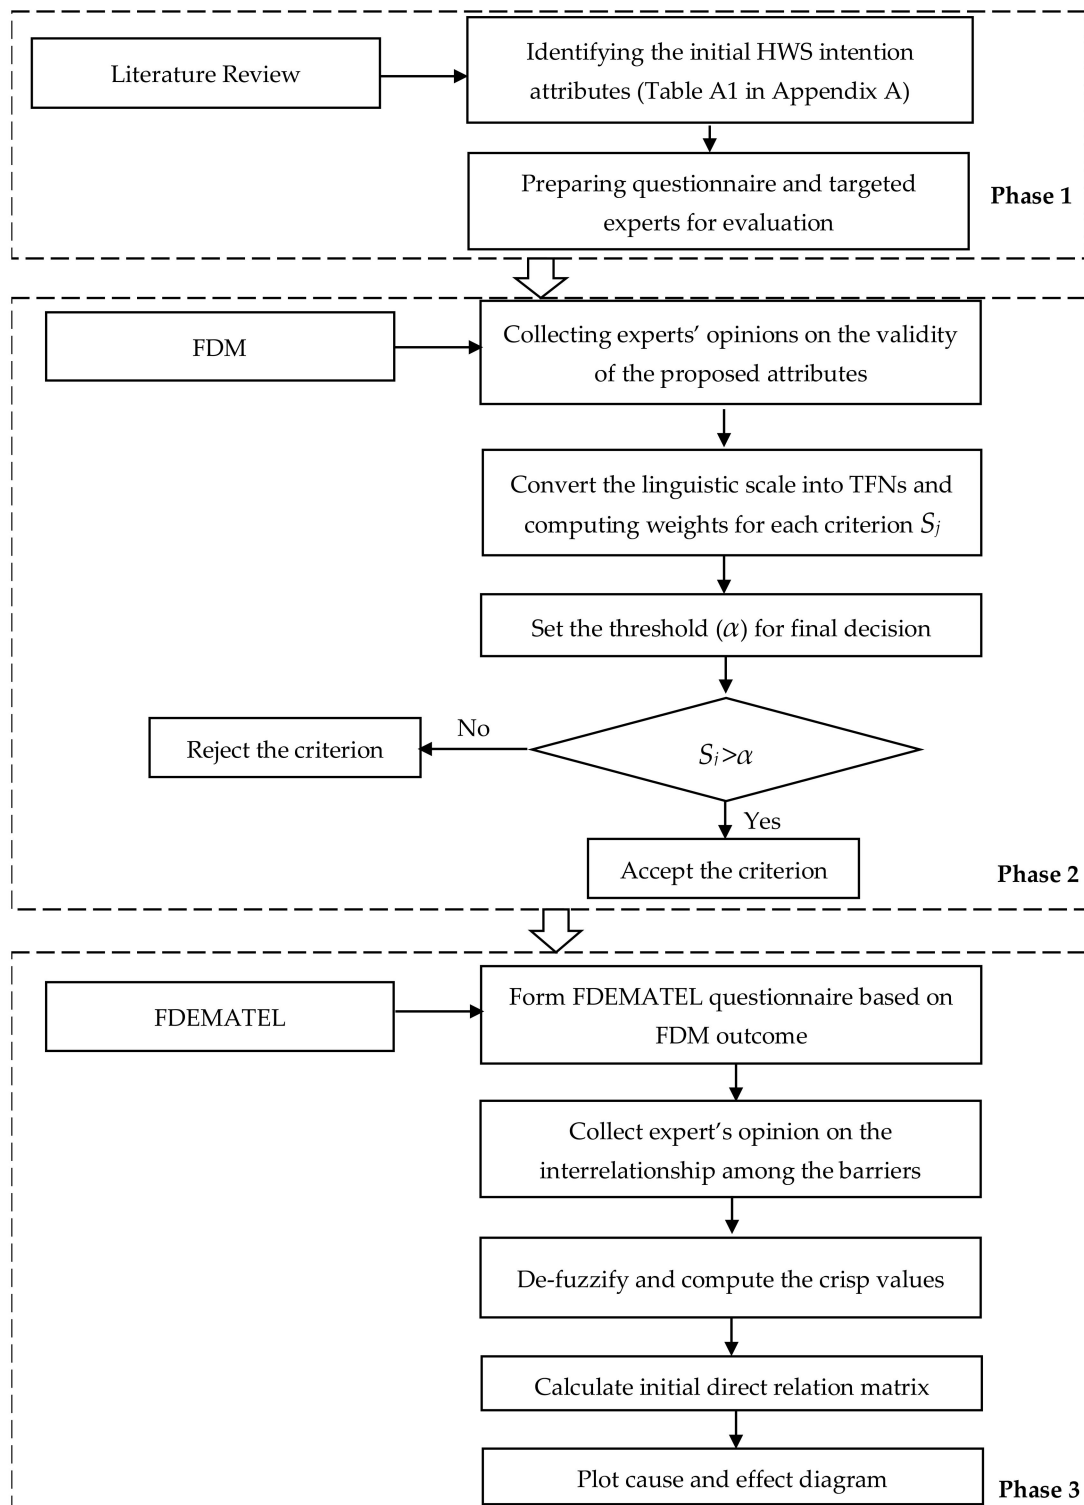 Literature Review
Identifying the initial HWS intention
attributes (Table A1 in Appendix A)
Preparing questionnaire and targeted
experts for evaluation
Phase 1
FDM
Collecting experts’ opinions on the validity
of the proposed attributes
Convert the linguistic scale into TFNs and
computing weights for each criterion Sj
Set the threshold (α) for final decision
Sj>α
No
Reject the criterion
Yes
Accept the criterion
Phase 2
FDEMATEL
Form FDEMATEL questionnaire based on
FDM outcome
Collect expert’s opinion on the
interrelationship among the barriers
De-fuzzify and compute the crisp values
Calculate initial direct relation matrix
Plot cause and effect diagram
Phase 3